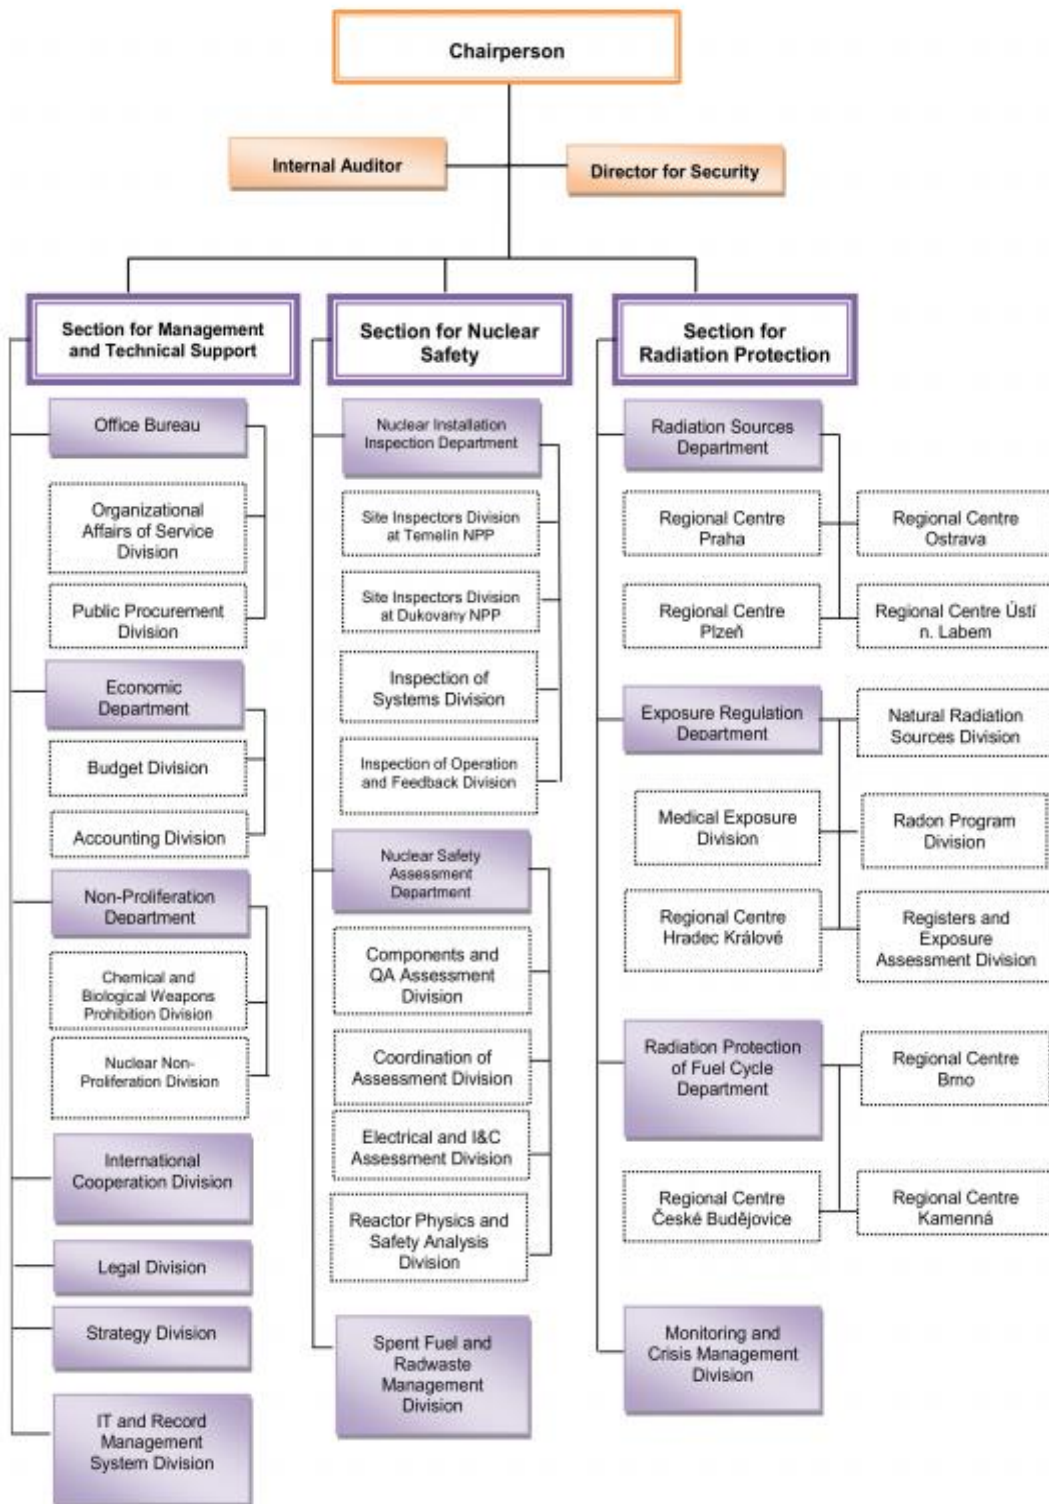 Chairperson
Internal Auditor
Director for Security
Section for Management
and Technical Support
Office Bureau
Organizational
Affairs of Service
Division
Public Procurement
Division
Economic
Department
Budget Division
Accounting Division
Non-Proliferation
Department
Chemical and
Biological Weapons
Prohibition Division
Nuclear Non-
Proliferation Division
International
Cooperation Division
Legal Division
Strategy Division
IT and Record
Management
System Division
Section for Nuclear
Safety
Nuclear Installation
Inspection Department
Site Inspectors Division
at Temelin NPP
Site Inspectors Division
at Dukovany NPP
Inspection of
Systems Division
Inspection of Operation
and Feedback Division
Nuclear Safety
Assessment
Department
Components and
QA Assessment
Division
Coordination of
Assessment Division
Electrical and I&C
Assessment Division
Reactor Physics and
Safety Analysis
Division
Spent Fuel and
Radwaste
Management
Division
Section for
Radiation Protection
Radiation Sources
Department
Regional Centre
Praha
Regional Centre
Ostrava
Regional Centre
Plzeň
Regional Centre Ústí
n. Labem
Exposure Regulation
Department
Natural Radiation
Sources Division
Medical Exposure
Division
Radon Program
Division
Regional Centre
Hradec Králové
Registers and
Exposure
Assessment Division
Radiation Protection
of Fuel Cycle
Department
Regional Centre
Brno
Regional Centre
České Budějovice
Regional Centre
Kamenná
Monitoring and
Crisis Management
Division